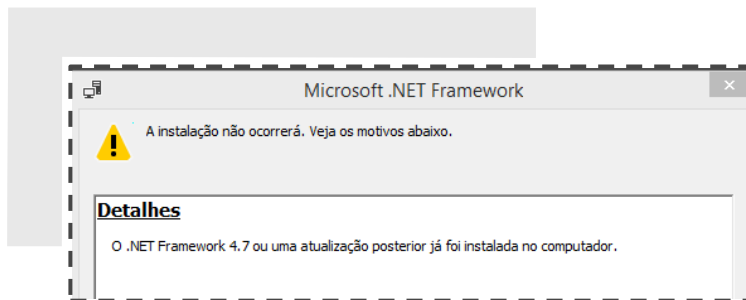 Microsoft .NET Framework
A instalação não ocorrerá. Veja os motivos abaixo.
Detalhes
O .NET Framework 4.7 ou uma atualização posterior já foi instalada no computador.